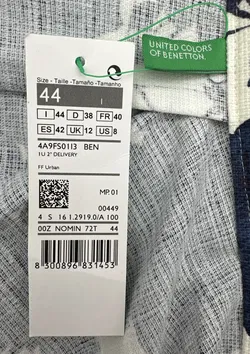 UNITED COLORS
OF BENETTON.
Size - Taille - Tamaño - Tamanho
44
I 44 D 38 FR 40
ES 42 UK 12 US 8
4A9FS01I3 BEN
1U 2° DELIVERY
FF Urban
MP. 01
00449
4 S 16 1.2919.0/A 100
00Z NOMIN 72T 44
8 300896 831453